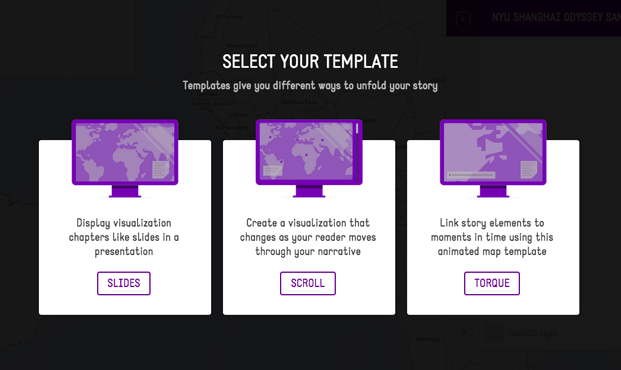 NYU SHANGHAI ODYSSEY
SELECT YOUR TEMPLATE
Templates give you different ways to unfold your story
Display visualization
chapters like slides in a
presentation
SLIDES
Create a visualization that
changes as your reader moves
through your narrative
SCROLL
Link story elements to
moments in time using this
animated map template
TORQUE